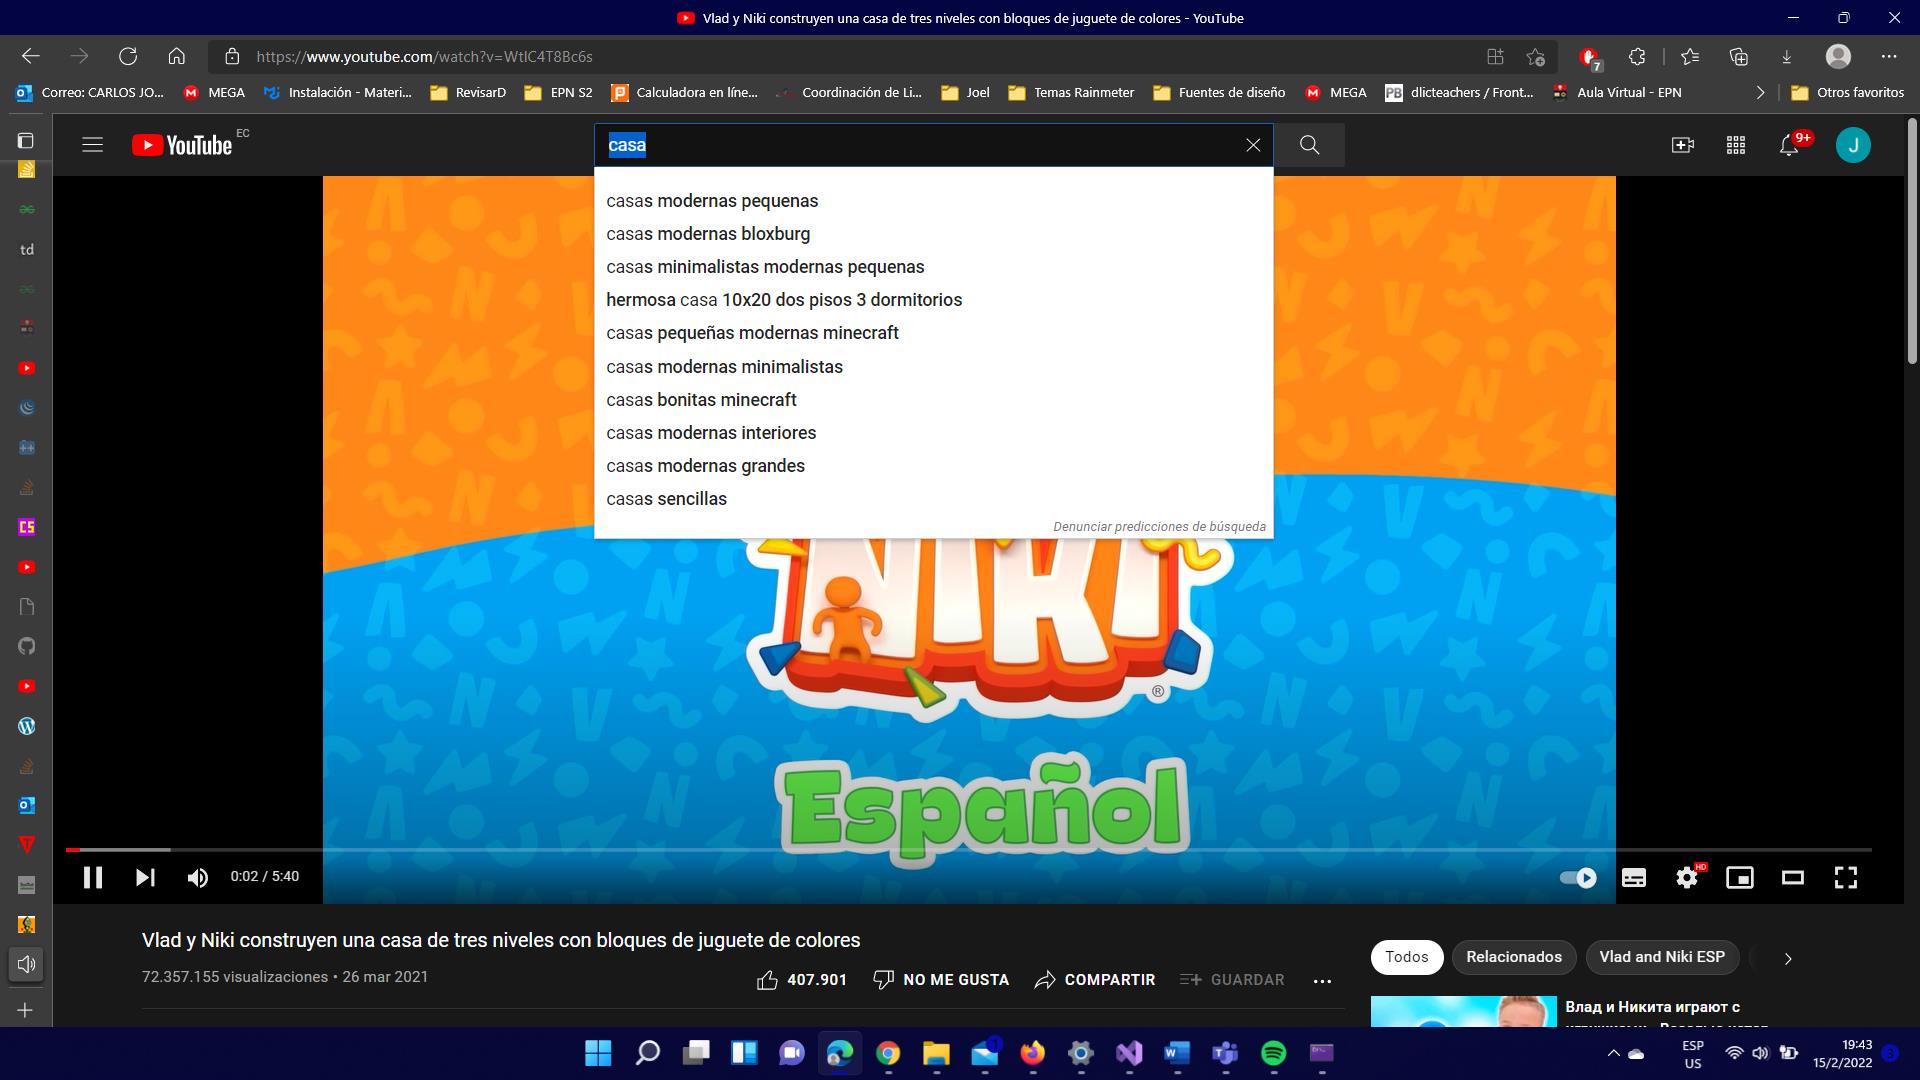 Vlad y Niki construyen una casa de tres niveles con bloques de juguete de colores - YouTube
https://www.youtube.com/watch?v=WtIC4T8Bc6s
7
Correo: CARLOS JO...
MEGA
Instalación - Materi...
RevisarD
EPN S2
Calculadora en líne...
Coordinación de Li...
Joel
Temas Rainmeter
Fuentes de diseño
MEGA
PB
dlicteachers / Front...
Aula Virtual - EPN
Otros favoritos
YouTube
EC
casa
9+
J
td
casas modernas pequenas
casas modernas bloxburg
casas minimalistas modernas pequenas
hermosa casa 10x20 dos pisos 3 dormitorios
casas pequeñas modernas minecraft
casas modernas minimalistas
casas bonitas minecraft
casas modernas interiores
casas modernas grandes
casas sencillas
Denunciar predicciones de búsqueda
CS
NIKI
®
Español
0:02 / 5:40
HD
Vlad y Niki construyen una casa de tres niveles con bloques de juguete de colores
72.357.155 visualizaciones • 26 mar 2021
407.901
NO ME GUSTA
COMPARTIR
GUARDAR
Todos
Relacionados
Vlad and Niki ESP
Влад и Никита играют с
ESP
US
19:43
15/2/2022
3